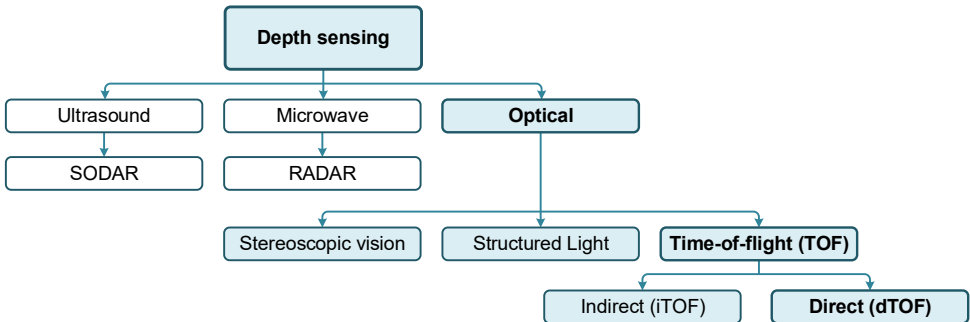 Depth sensing
Ultrasound
Microwave
Optical
SODAR
RADAR
Stereoscopic vision
Structured Light
Time-of-flight (TOF)
Indirect (iTOF)
Direct (dTOF)